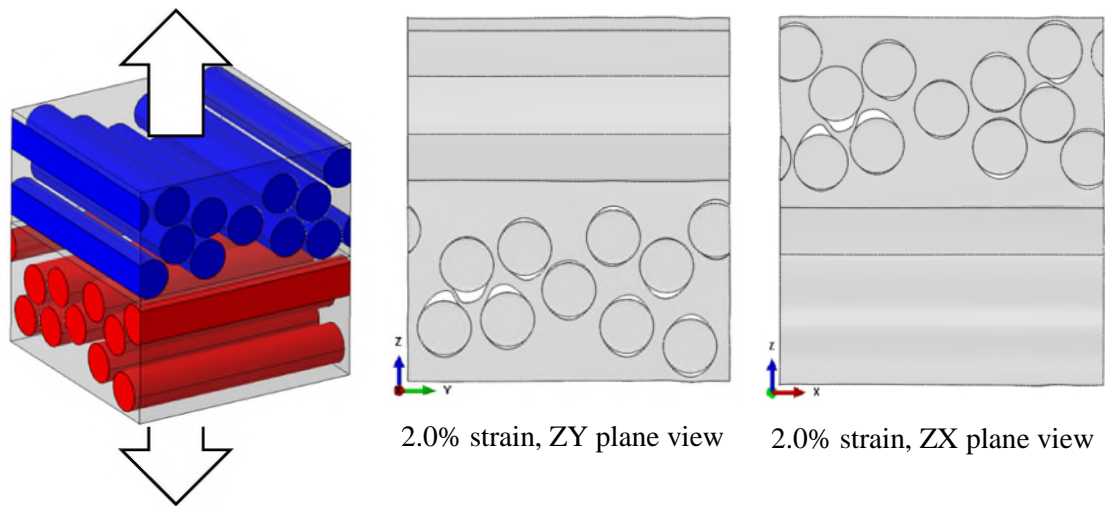 Z
Y
Z
X
2.0% strain, ZY plane view
2.0% strain, ZX plane view